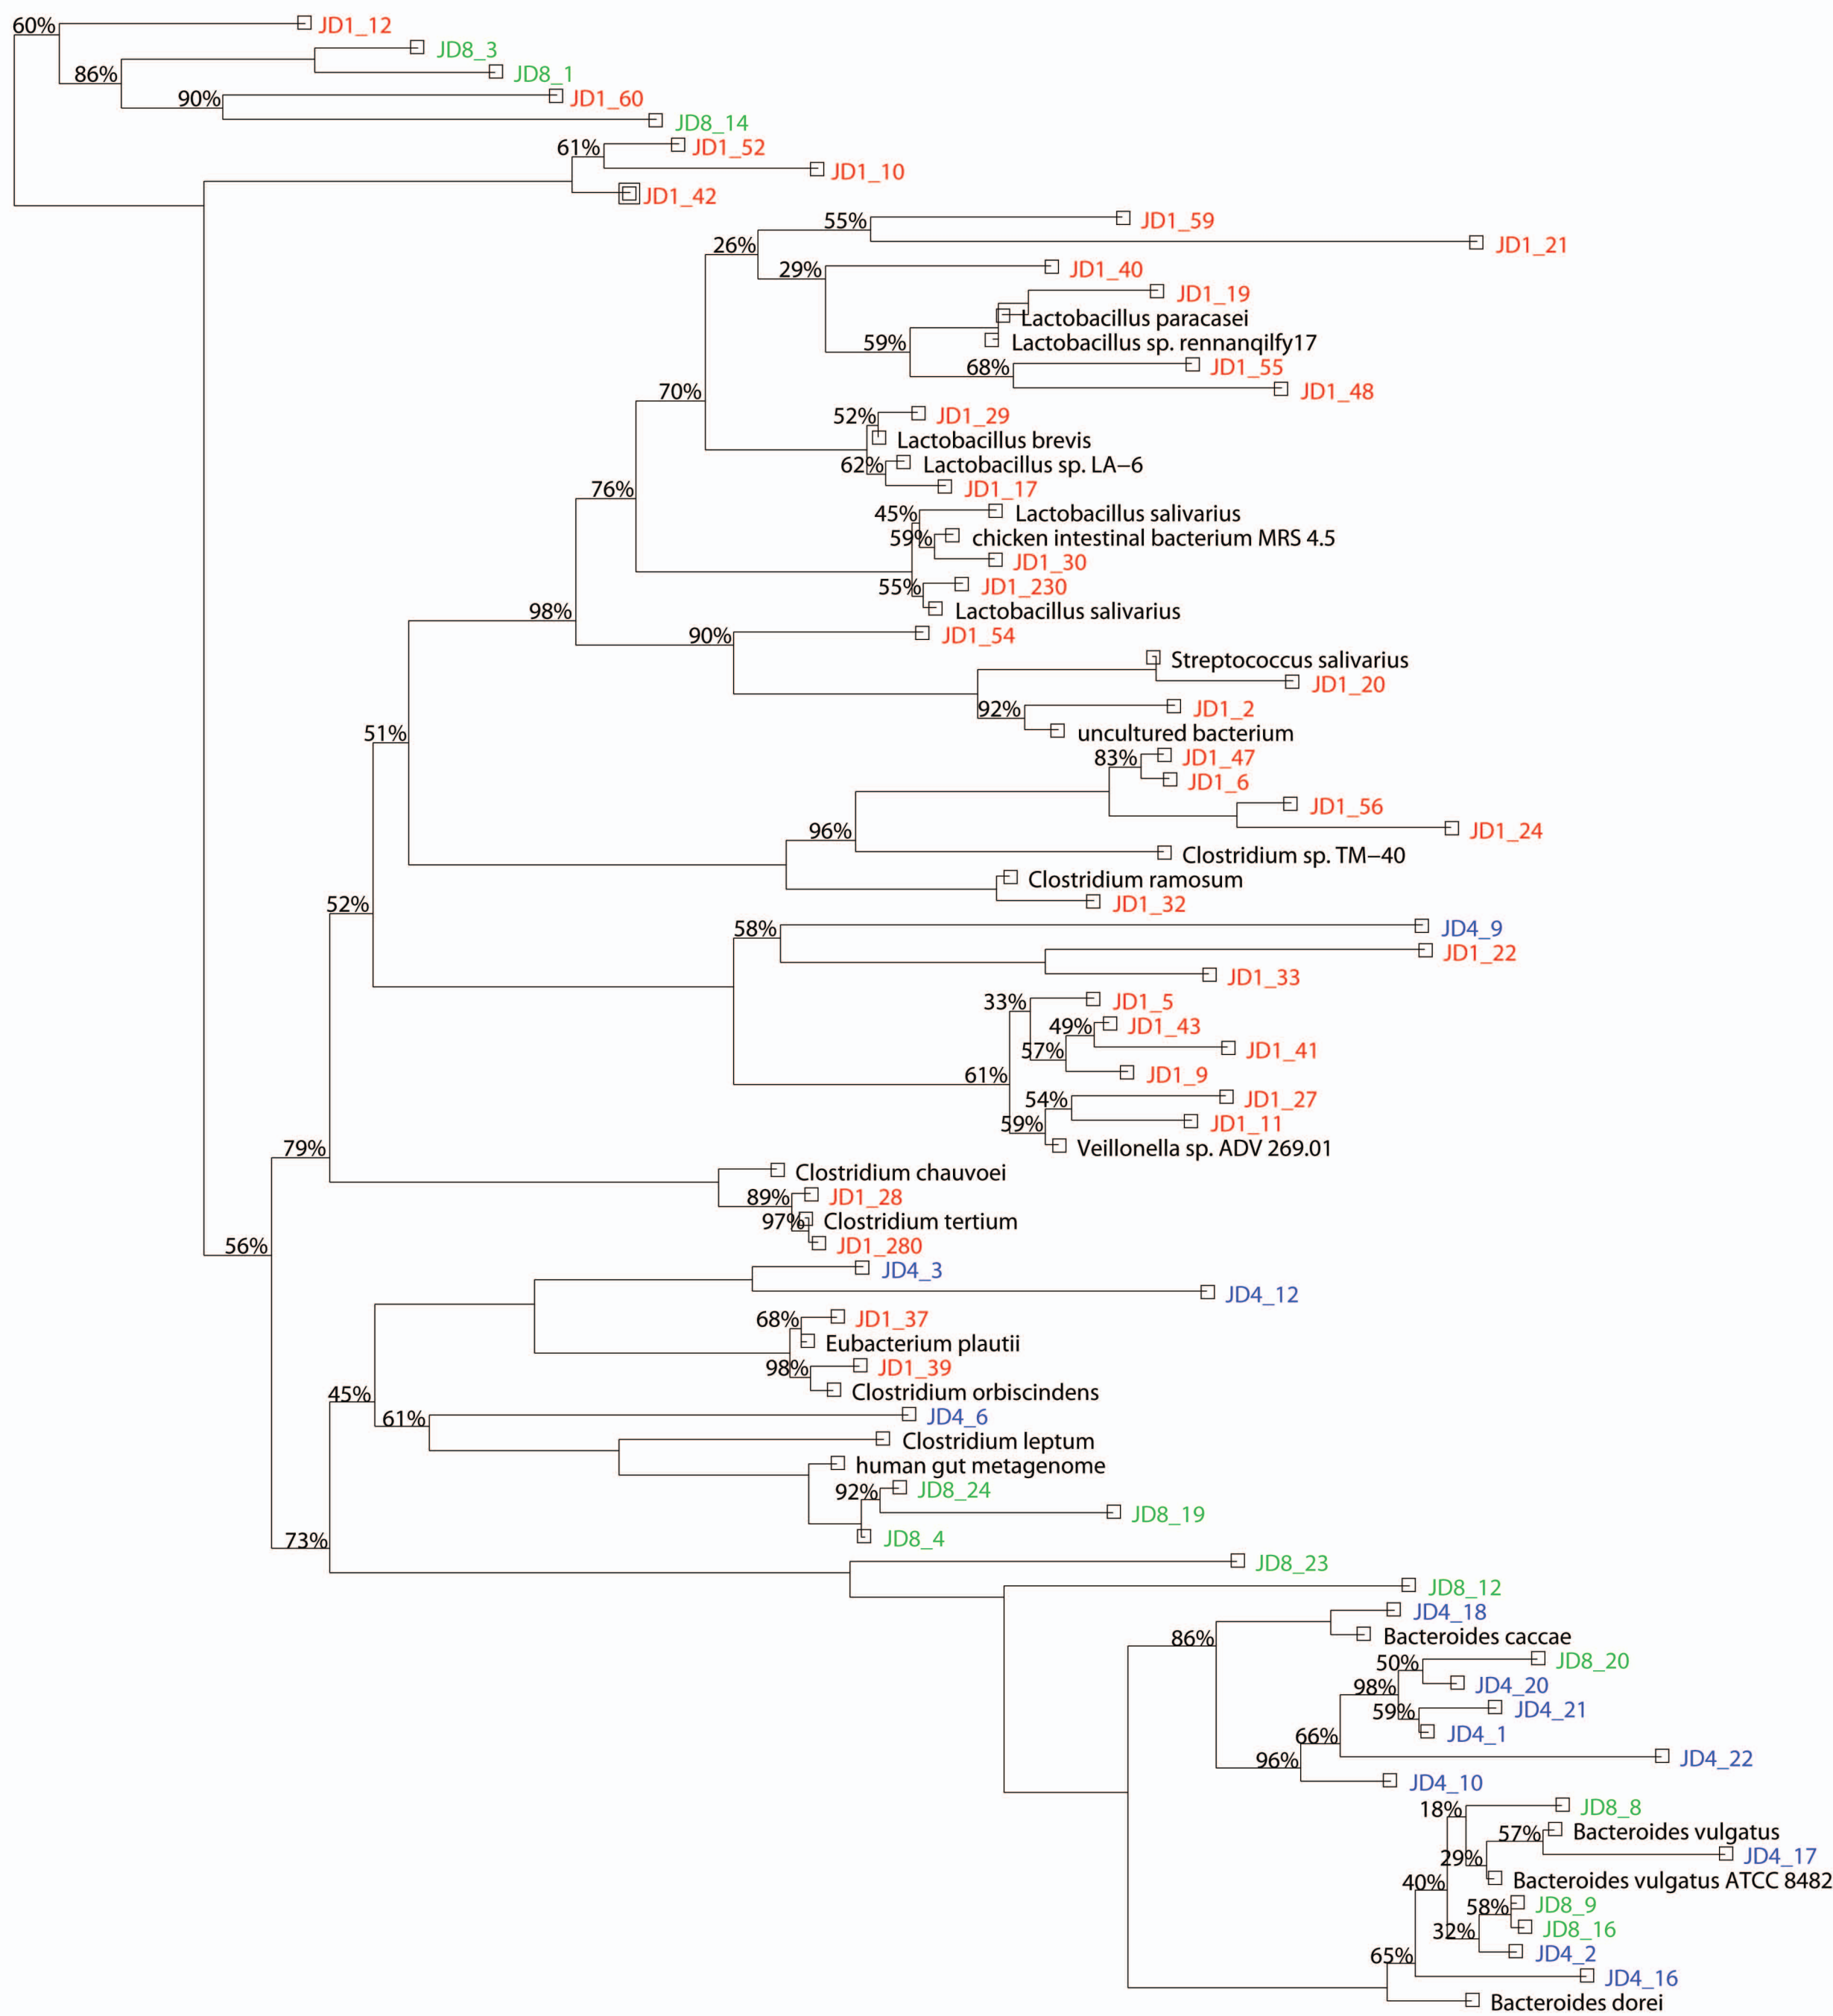 60%
JD1_12
JD8_3
86%
JD8_1
90%
JD1_60
JD8_14
61%
JD1_52
JD1_10
JD1_42
55%
JD1_59
26%
JD1_21
29%
JD1_40
JD1_19
Lactobacillus paracasei
59%
Lactobacillus sp. rennanqilfy17
68%
JD1_55
70%
JD1_48
52%
JD1_29
Lactobacillus brevis
62%
Lactobacillus sp. LA−6
76%
JD1_17
45%
Lactobacillus salivarius
59%
chicken intestinal bacterium MRS 4.5
JD1_30
55%
JD1_230
98%
Lactobacillus salivarius
90%
JD1_54
Streptococcus salivarius
JD1_20
92%
JD1_2
51%
uncultured bacterium
83%
JD1_47
JD1_6
JD1_56
96%
JD1_24
Clostridium sp. TM−40
Clostridium ramosum
52%
JD1_32
58%
JD4_9
JD1_22
JD1_33
33%
JD1_5
49%
JD1_43
57%
JD1_41
61%
JD1_9
54%
JD1_27
59%
JD1_11
79%
Veillonella sp. ADV 269.01
Clostridium chauvoei
89%
JD1_28
97%
Clostridium tertium
56%
JD1_280
JD4_3
JD4_12
68%
JD1_37
Eubacterium plautii
98%
JD1_39
45%
Clostridium orbiscindens
61%
JD4_6
Clostridium leptum
human gut metagenome
92%
JD8_24
JD8_19
73%
JD8_4
JD8_23
JD8_12
JD4_18
86%
Bacteroides caccae
50%
JD8_20
98%
JD4_20
59%
JD4_21
66%
JD4_1
96%
JD4_22
JD4_10
18%
JD8_8
57%
Bacteroides vulgatus
29%
JD4_17
40%
Bacteroides vulgatus ATCC 8482
58%
JD8_9
32%
JD8_16
65%
JD4_2
JD4_16
Bacteroides dorei